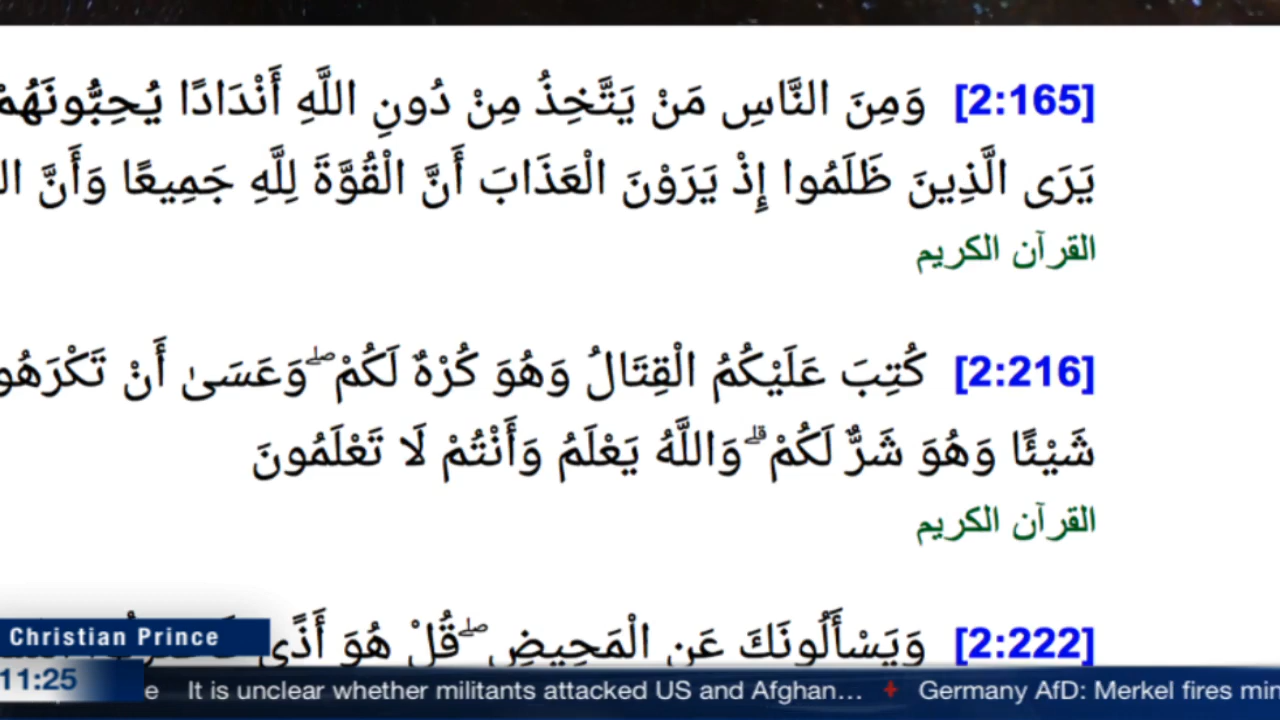 [2:165] وَمِنَ النَّاسِ مَنْ يَتَّخِذُ مِنْ دُونِ اللَّهِ أَنْدَادًا يُحِبُّونَهُمْ
يَرَى الَّذِينَ ظَلَمُوا إِذْ يَرَوْنَ الْعَذَابَ أَنَّ الْقُوَّةَ لِلَّهِ جَمِيعًا وَأَنَّ
القرآن الكريم
[2:216] كُتِبَ عَلَيْكُمُ الْقِتَالُ وَهُوَ كُرْهٌ لَكُمْ ۖ وَعَسَىٰ أَنْ تَكْرَهُو
شَيْئًا وَهُوَ شَرٌّ لَكُمْ ۗ وَاللَّهُ يَعْلَمُ وَأَنْتُمْ لَا تَعْلَمُونَ
القرآن الكريم
[2:222] وَيَسْأَلُونَكَ عَنِ الْمَحِيضِ ۖ قُلْ هُوَ أَذًى
Christian Prince
11:25
e It is unclear whether militants attacked US and Afghan... Germany AfD: Merkel fires min